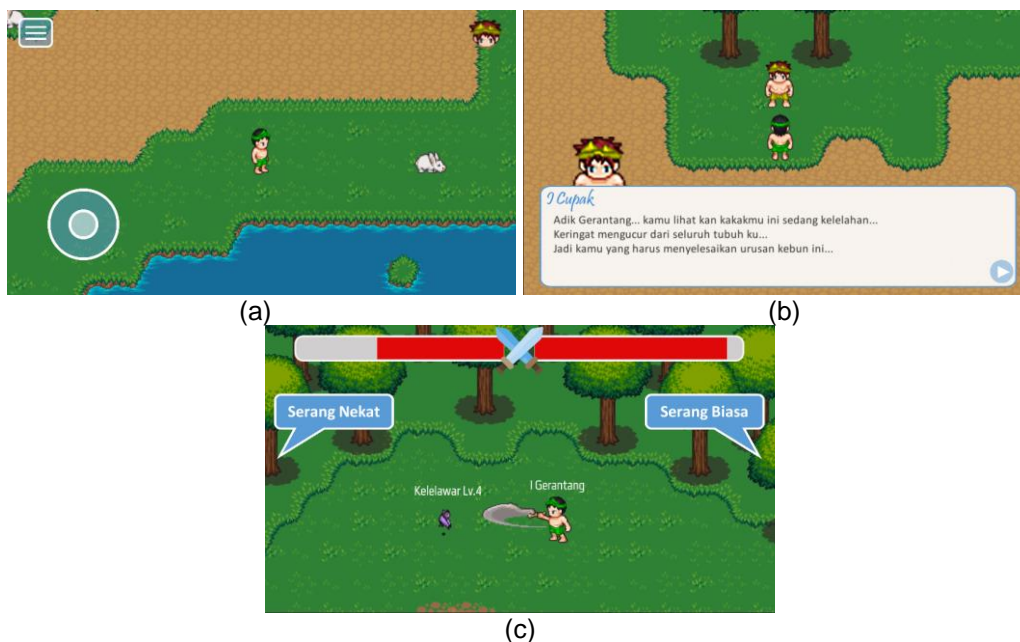 (a)
(b)
I Cupak
Adik Gerantang... kamu lihat kan kakakmu ini sedang kelelahan...
Keringat mengucur dari seluruh tubuh ku...
Jadi kamu yang harus menyelesaikan urusan kebun ini...
Serang Nekat
Serang Biasa
Kelelawar Lv.4
I Gerantang
(c)